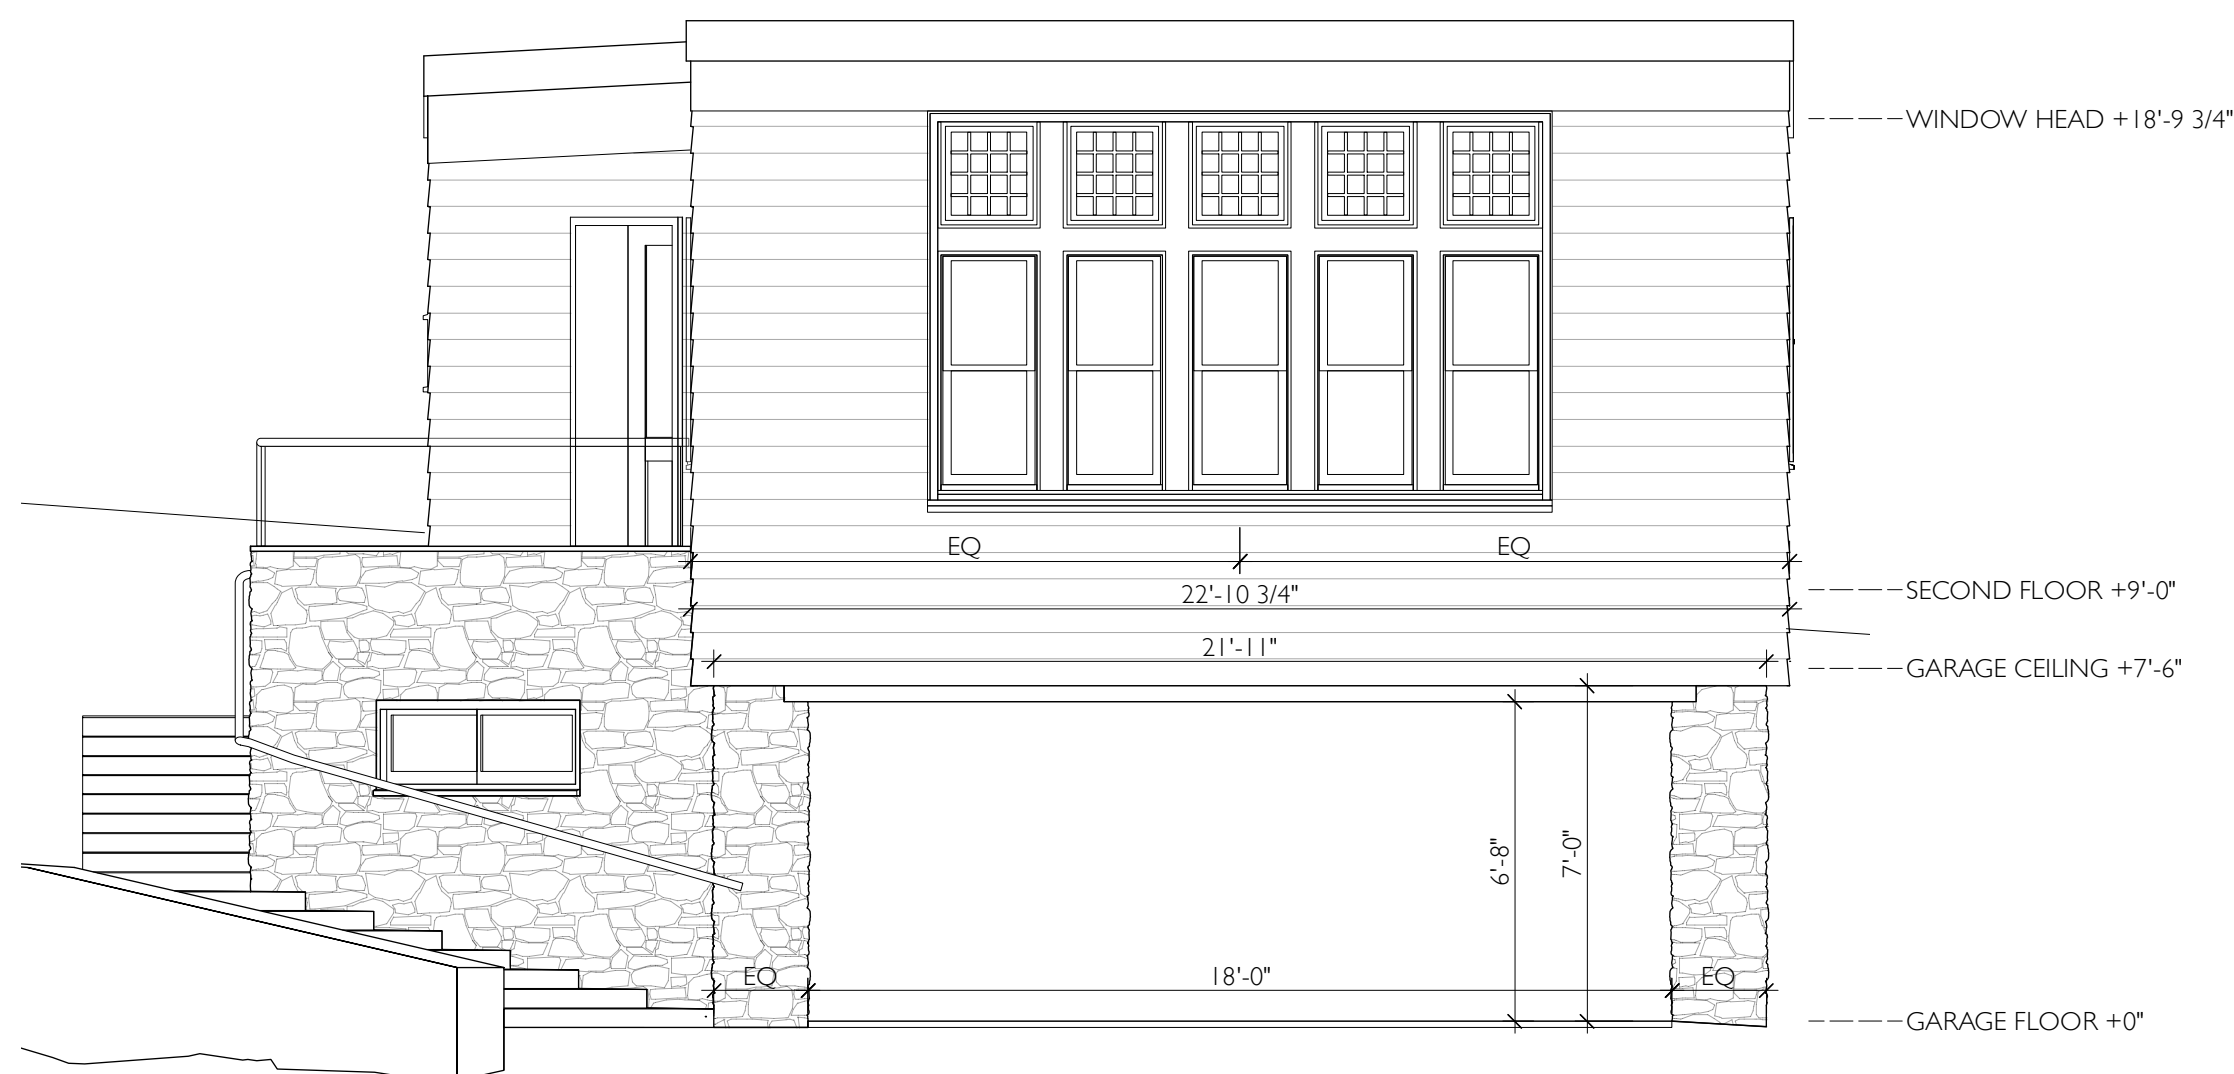 WINDOW HEAD +18'-9 3/4"
EQ EQ
22'-10 3/4"
SECOND FLOOR +9'-0"
21'-11"
GARAGE CEILING +7'-6"
6'-8"
7'-0"
EQ 18'-0" EQ
GARAGE FLOOR +0"